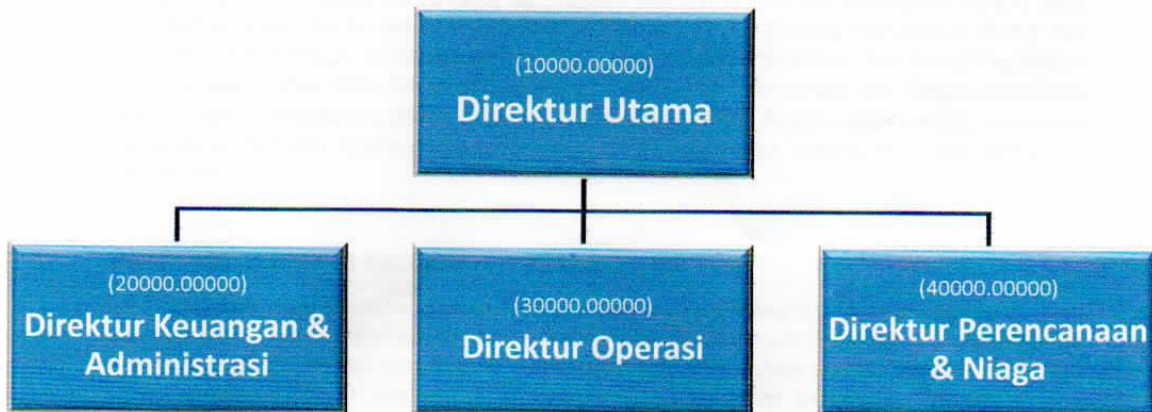 (10000.00000)
Direktur Utama
(20000.00000)
Direktur Keuangan &
Administrasi
(30000.00000)
Direktur Operasi
(40000.00000)
Direktur Perencanaan
& Niaga